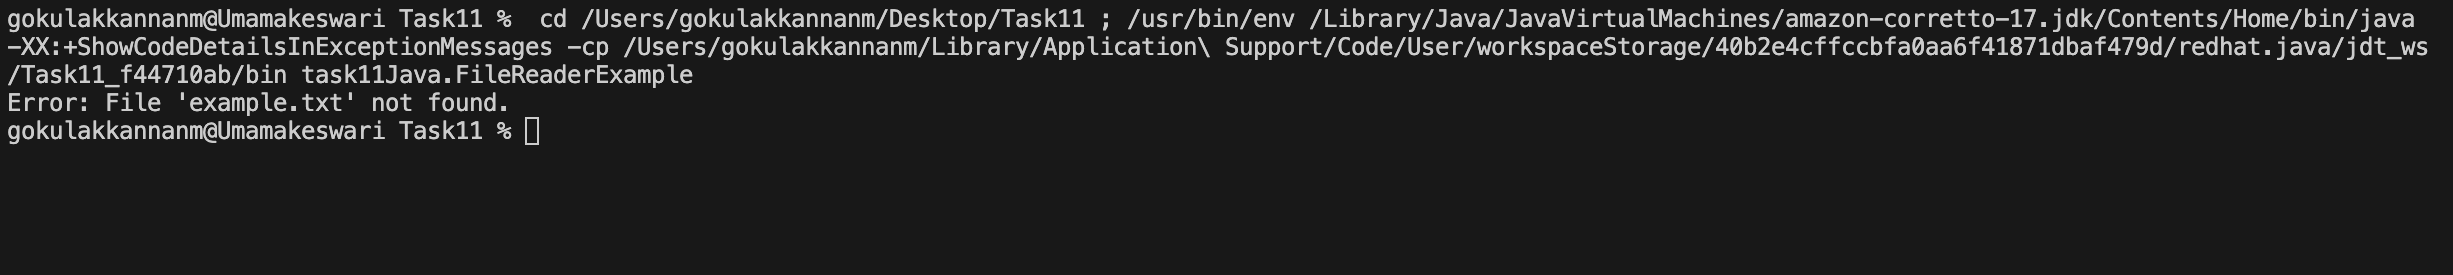 gokulakkannanm@Umamakeswari Task11 %  cd /Users/gokulakkannanm/Desktop/Task11 ; /usr/bin/env /Library/Java/JavaVirtualMachines/amazon-corretto-17.jdk/Contents/Home/bin/java
-XX:+ShowCodeDetailsInExceptionMessages -cp /Users/gokulakkannanm/Library/Application\ Support/Code/User/workspaceStorage/40b2e4cffccbfa0aa6f41871dbaf479d/redhat.java/jdt_ws
/Task11_f44710ab/bin task11Java.FileReaderExample
Error: File 'example.txt' not found.
gokulakkannanm@Umamakeswari Task11 %